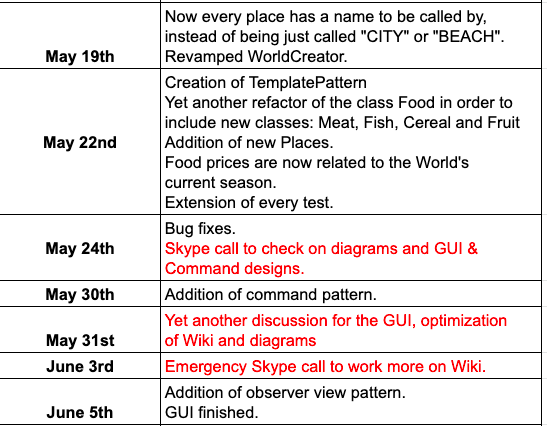 Now every place has a name to be called by,
instead of being just called "CITY" or "BEACH".
May 19th Revamped WorldCreator.
Creation of TemplatePattern
Yet another refactor of the class Food in order to
include new classes: Meat, Fish, Cereal and Fruit
May 22nd Addition of new Places.
Food prices are now related to the World's
current season.
Extension of every test.
Bug fixes.
May 24th Skype call to check on diagrams and GUI &
Command designs.
May 30th Addition of command pattern.
Yet another discussion for the GUI, optimization
May 31st of Wiki and diagrams
June 3rd Emergency Skype call to work more on Wiki.
Addition of observer view pattern.
June 5th GUI finished.